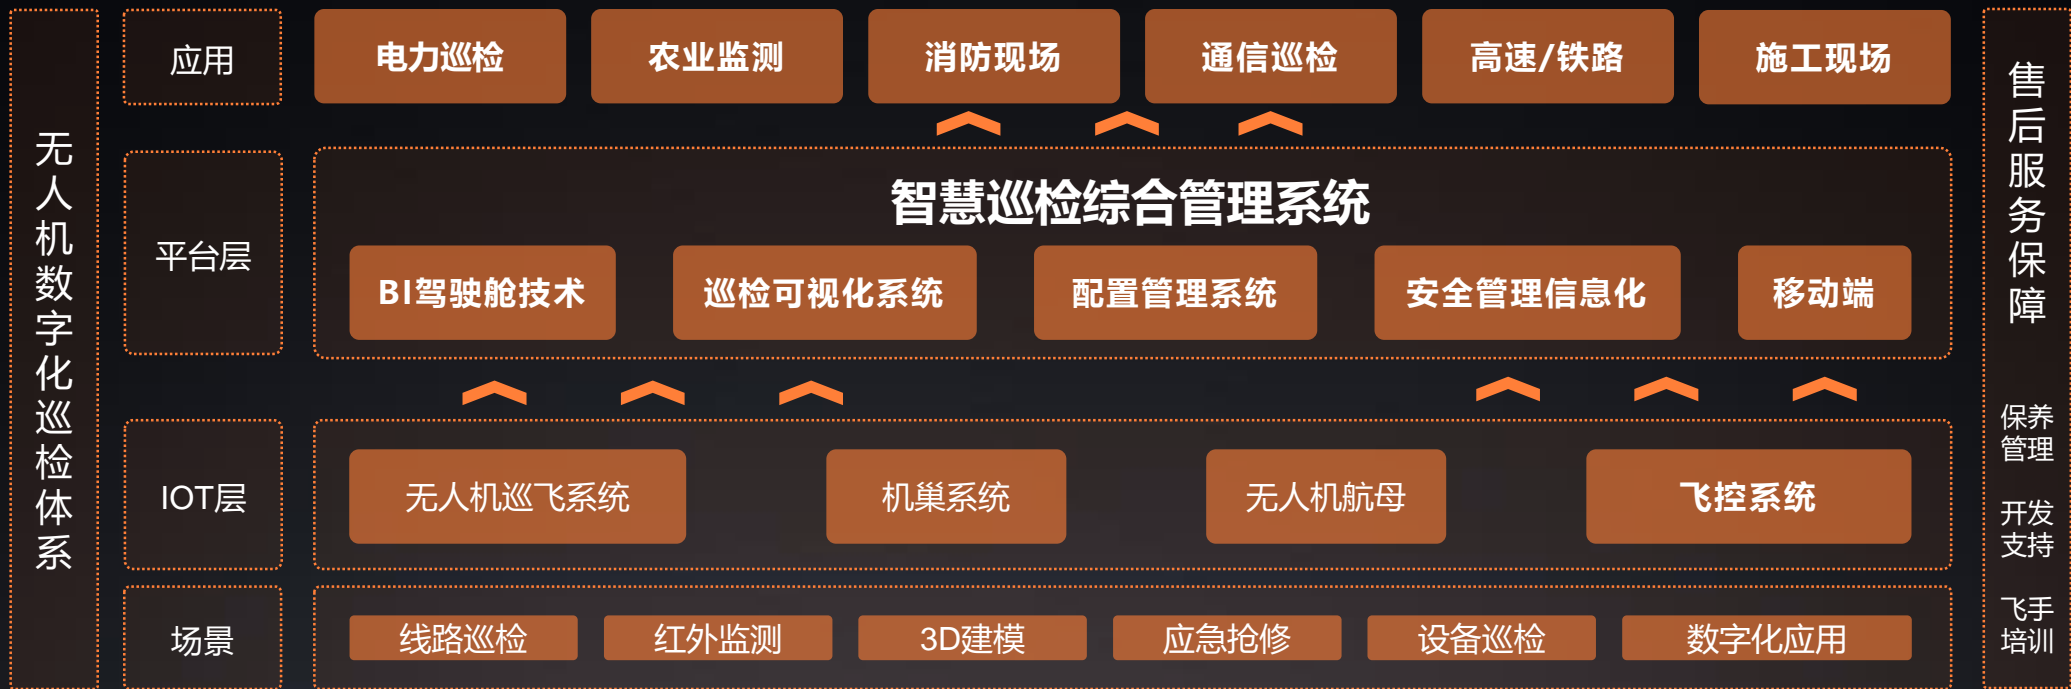 无人机数字化巡检体系
应用
电力巡检
农业监测
消防现场
通信巡检
高速/铁路
施工现场
平台层
智慧巡检综合管理系统
BI驾驶舱技术
巡检可视化系统
配置管理系统
安全管理信息化
移动端
IOT层
无人机巡飞系统
机巢系统
无人机航母
飞控系统
场景
线路巡检
红外监测
3D建模
应急抢修
设备巡检
数字化应用
售后服务保障
保养
管理
开发
支持
飞手
培训